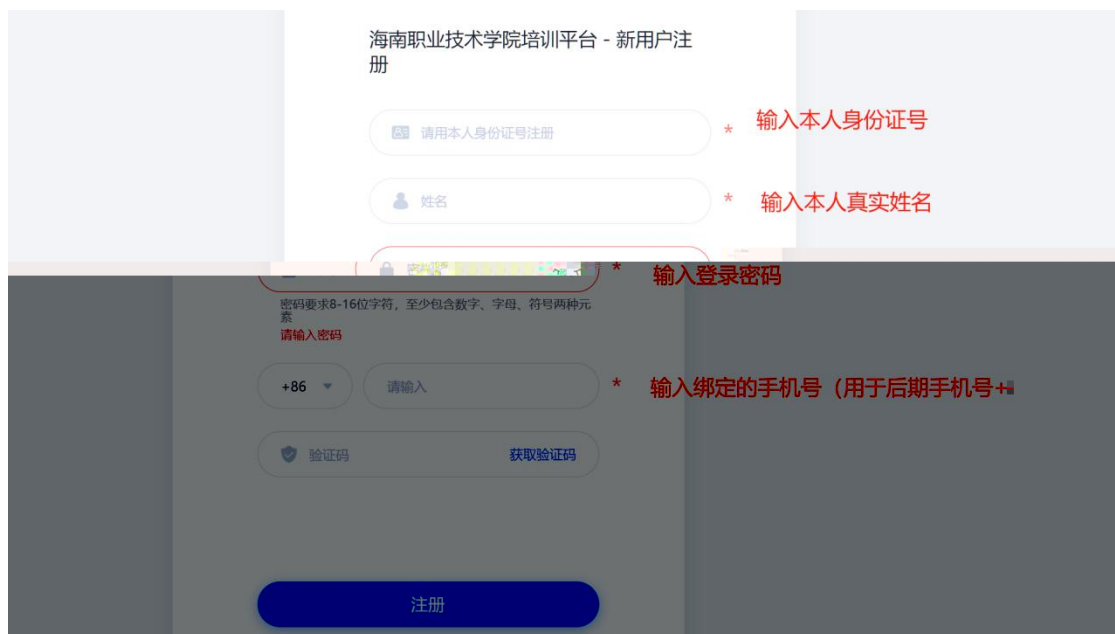 海南职业技术学院培训平台 - 新用户注
册
请用本人身份证号注册
* 输入本人身份证号
姓名
* 输入本人真实姓名
* 输入登录密码
密码要求8-16位字符，至少包含数字、字母、符号两种元
素
请输入密码
+86 请输入
* 输入绑定的手机号（用于后期手机号+
验证码 获取验证码
注册